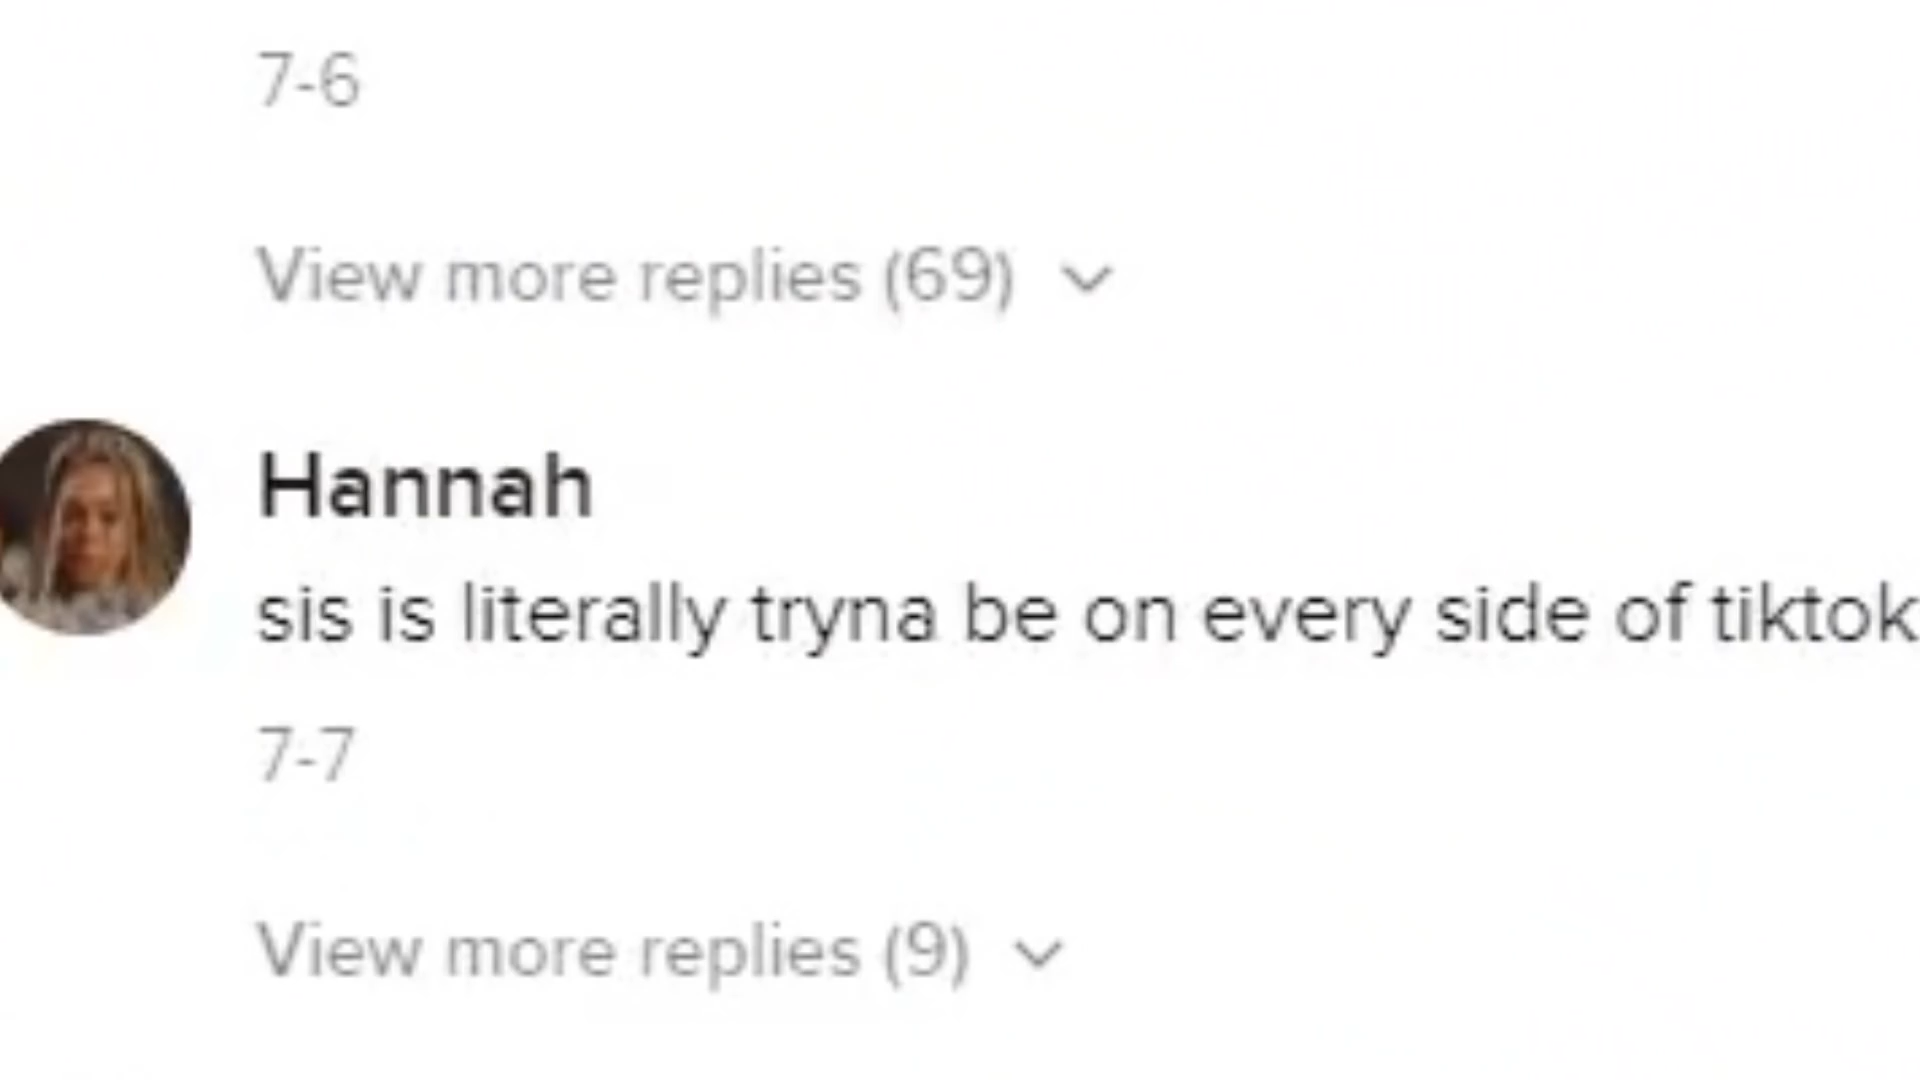 7-6
View more replies (69)
Hannah
sis is literally tryna be on every side of tiktok
7-7
View more replies (9)